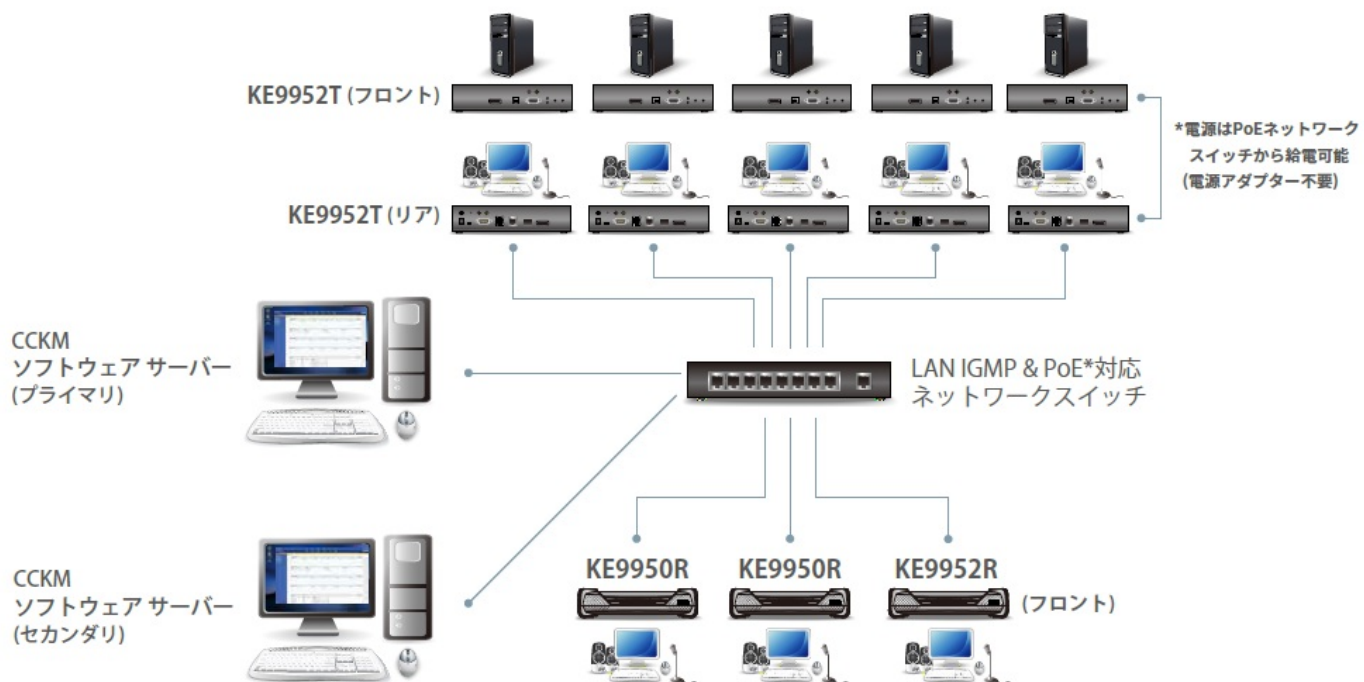 KE9952T (フロント)
*電源はPoEネットワーク
スイッチから給電可能
(電源アダプター不要)
KE9952T (リア)
CCKM
ソフトウェア サーバー
(プライマリ)
LAN IGMP & PoE*対応
ネットワークスイッチ
CCKM
ソフトウェア サーバー
(セカンダリ)
KE9950R
KE9950R
KE9952R
(フロント)